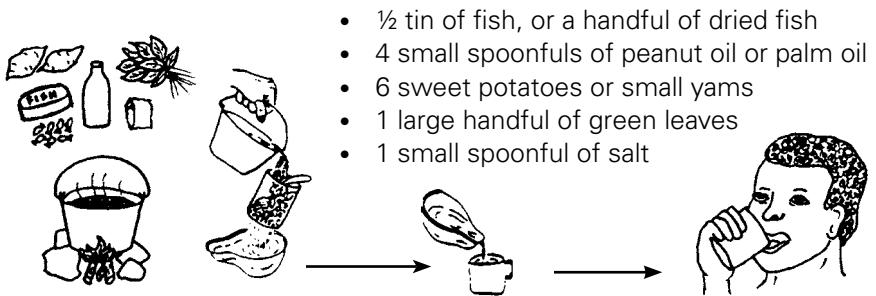 • ½ tin of fish, or a handful of dried fish
• 4 small spoonfuls of peanut oil or palm oil
• 6 sweet potatoes or small yams
• 1 large handful of green leaves
• 1 small spoonful of salt
FISH